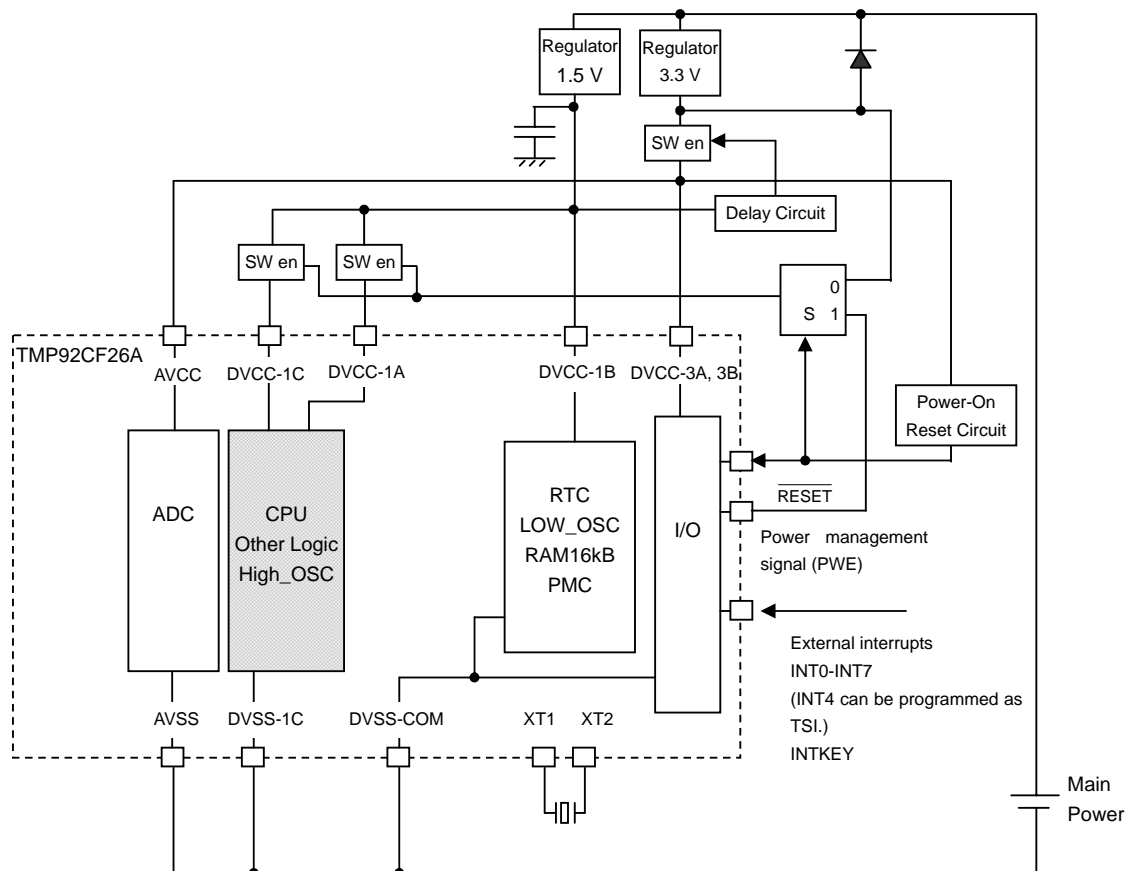 Regulator
1.5 V
Regulator
3.3 V
SW en
Delay Circuit
SW en
SW en
0
S 1
TMP92CF26A
AVCC
DVCC-1C
DVCC-1A
DVCC-1B
DVCC-3A, 3B
Power-On
Reset Circuit
ADC
CPU
Other Logic
High_OSC
RTC
LOW_OSC
RAM16kB
PMC
I/O
RESET
Power management
signal (PWE)
External interrupts
INT0-INT7
(INT4 can be programmed as
TSI.)
INTKEY
AVSS
DVSS-1C
DVSS-COM
XT1
XT2
Main
Power